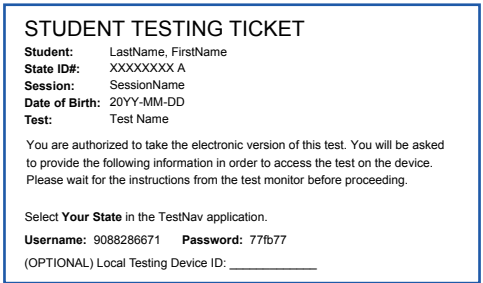 STUDENT TESTING TICKET
Student: LastName, FirstName
State ID#: XXXXXXXX A
Session: SessionName
Date of Birth: 20YY-MM-DD
Test: Test Name
You are authorized to take the electronic version of this test. You will be asked
to provide the following information in order to access the test on the device.
Please wait for the instructions from the test monitor before proceeding.
Select Your State in the TestNav application.
Username: 9088286671 Password: 77fb77
(OPTIONAL) Local Testing Device ID: _____________